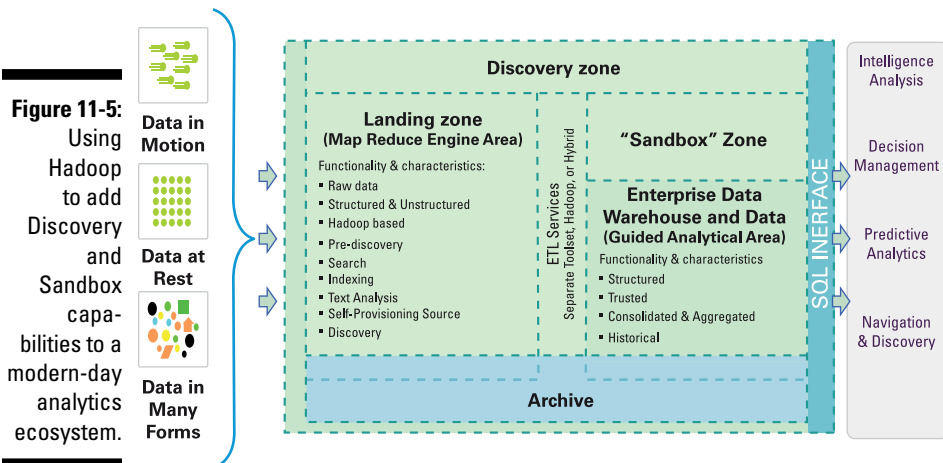 Figure 11-5:
Using
Hadoop
to add
Discovery
and
Sandbox
capa-
bilities to a
modern-day
analytics
ecosystem.
Data in
Motion
Data at
Rest
Data in
Many
Forms
Discovery zone
Landing zone
(Map Reduce Engine Area)
Functionality & characteristics:
▪ Raw data
▪ Structured & Unstructured
▪ Hadoop based
▪ Pre-discovery
▪ Search
▪ Indexing
▪ Text Analysis
▪ Self-Provisioning Source
▪ Discovery
ETL Services
Separate Toolset, Hadoop, or Hybrid
“Sandbox” Zone
Enterprise Data
Warehouse and Data
(Guided Analytical Area)
Functionality & characteristics
▪ Structured
▪ Trusted
▪ Consolidated & Aggregated
▪ Historical
Archive
SQL INERFACE
Intelligence
Analysis
Decision
Management
Predictive
Analytics
Navigation
& Discovery